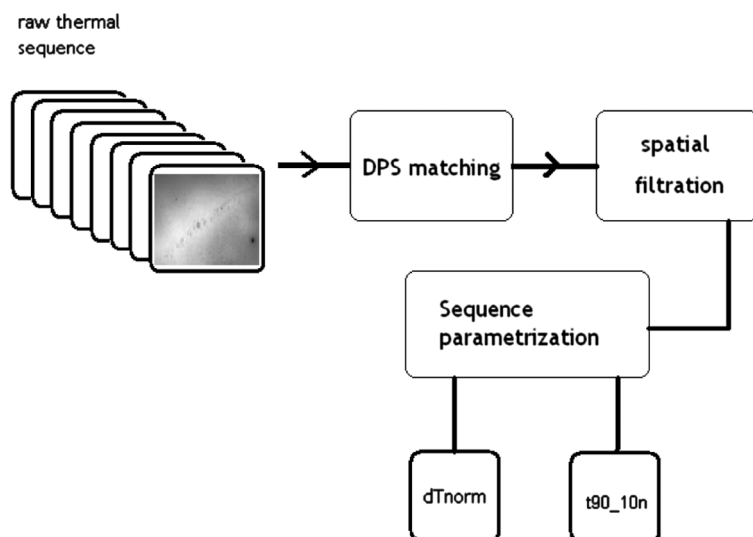 raw thermal
sequence
DPS matching
spatial
filtration
Sequence
parametrization
dTnorm
t90_10n